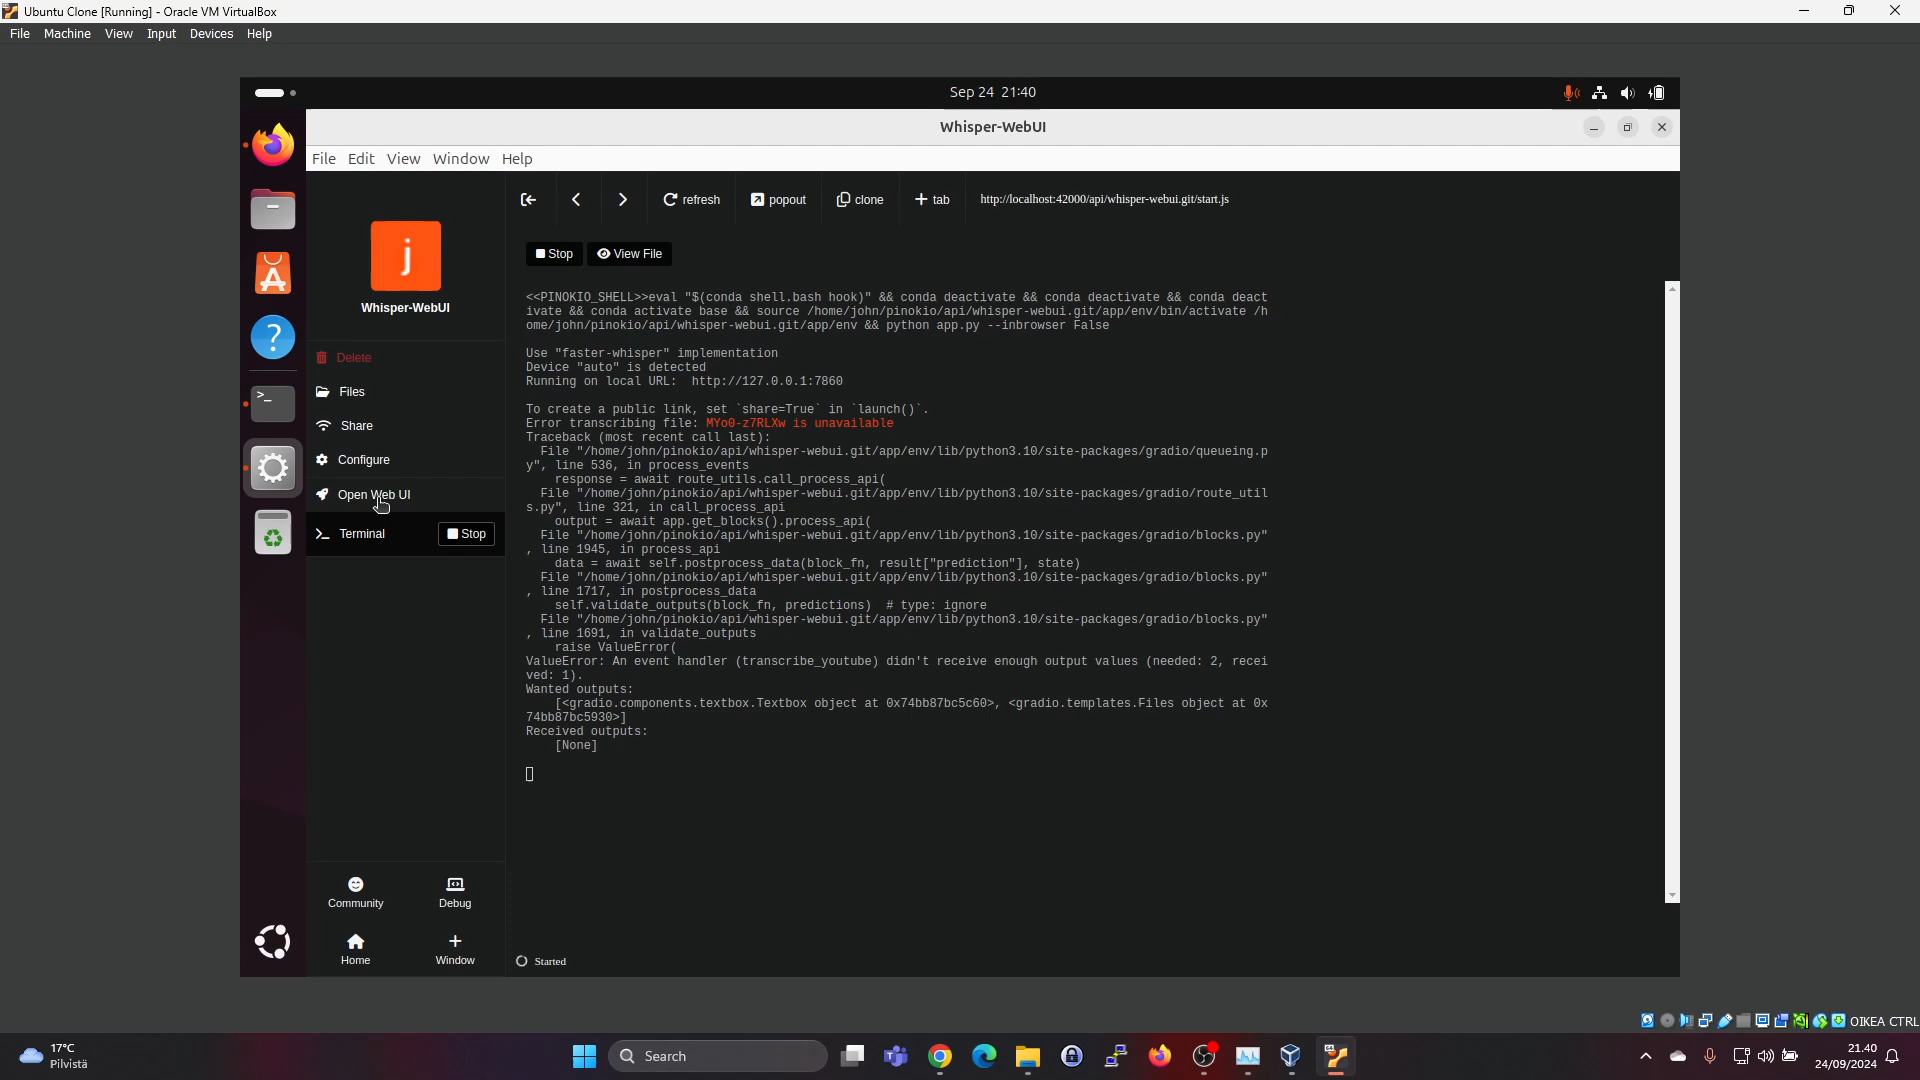 Ubuntu Clone [Running] - Oracle VM VirtualBox
File Machine View Input Devices Help
Sep 24 21:40
Whisper-WebUI
File Edit View Window Help
refresh popout clone tab http://localhost:42000/api/whisper-webui.git/start.js
j
Whisper-WebUI
Delete
Files
Share
Configure
Open Web UI
Terminal Stop
Community Debug
Home Window
Stop View File
<<PINOKIO_SHELL>>eval "$(conda shell.bash hook)" && conda deactivate && conda deactivate && conda deact
ivate && conda activate base && source /home/john/pinokio/api/whisper-webui.git/app/env/bin/activate /h
ome/john/pinokio/api/whisper-webui.git/app/env && python app.py --inbrowser False
Use "faster-whisper" implementation
Device "auto" is detected
Running on local URL:  http://127.0.0.1:7860
To create a public link, set `share=True` in `launch()`.
Error transcribing file: MYo0-z7RLXw is unavailable
Traceback (most recent call last):
  File "/home/john/pinokio/api/whisper-webui.git/app/env/lib/python3.10/site-packages/gradio/queueing.p
y", line 536, in process_events
    response = await route_utils.call_process_api(
  File "/home/john/pinokio/api/whisper-webui.git/app/env/lib/python3.10/site-packages/gradio/route_util
s.py", line 321, in call_process_api
    output = await app.get_blocks().process_api(
  File "/home/john/pinokio/api/whisper-webui.git/app/env/lib/python3.10/site-packages/gradio/blocks.py"
, line 1945, in process_api
    data = await self.postprocess_data(block_fn, result["prediction"], state)
  File "/home/john/pinokio/api/whisper-webui.git/app/env/lib/python3.10/site-packages/gradio/blocks.py"
, line 1717, in postprocess_data
    self.validate_outputs(block_fn, predictions)  # type: ignore
  File "/home/john/pinokio/api/whisper-webui.git/app/env/lib/python3.10/site-packages/gradio/blocks.py"
, line 1691, in validate_outputs
    raise ValueError(
ValueError: An event handler (transcribe_youtube) didn't receive enough output values (needed: 2, recei
ved: 1).
Wanted outputs:
    [<gradio.components.textbox.Textbox object at 0x74bb87bc5c60>, <gradio.templates.Files object at 0x
74bb87bc5930>]
Received outputs:
    [None]
Started
OIKEA CTRL
17°C
Pilvistä
Search
21.40
24/09/2024